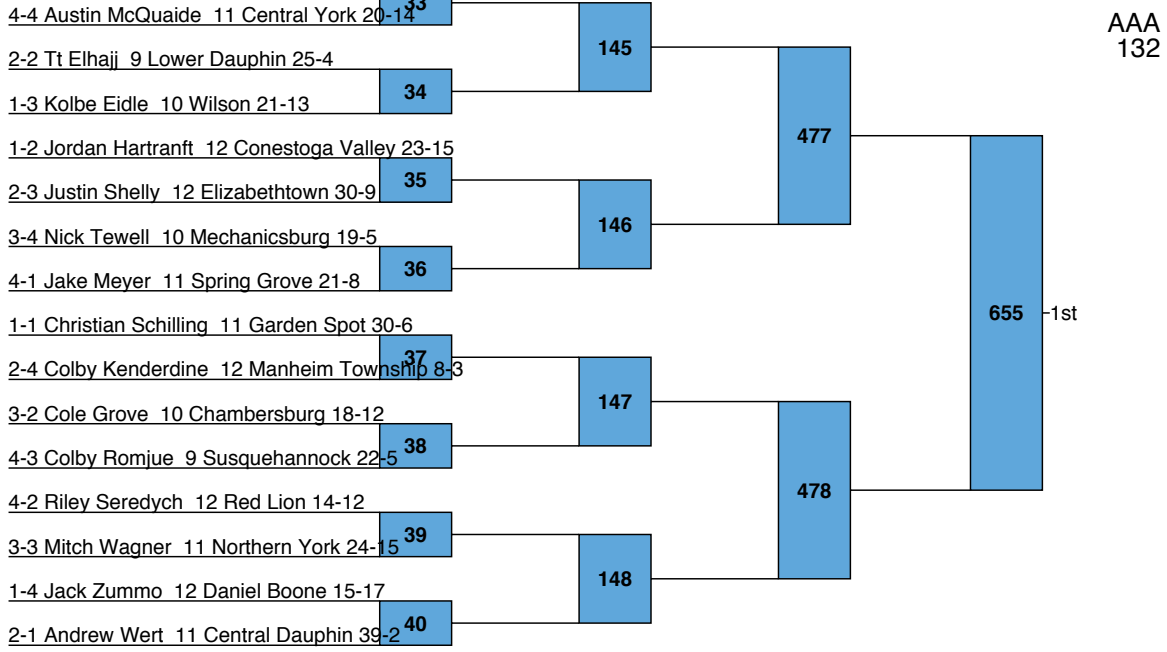 AAA
132
33
4-4 Austin McQuaide 11 Central York 20-14
145
2-2 Tt Elhajj 9 Lower Dauphin 25-4
34
1-3 Kolbe Eidle 10 Wilson 21-13
477
1-2 Jordan Hartranft 12 Conestoga Valley 23-15
35
2-3 Justin Shelly 12 Elizabethtown 30-9
146
3-4 Nick Tewell 10 Mechanicsburg 19-5
36
4-1 Jake Meyer 11 Spring Grove 21-8
655 1st
1-1 Christian Schilling 11 Garden Spot 30-6
37
2-4 Colby Kenderdine 12 Manheim Township 8-3
147
3-2 Cole Grove 10 Chambersburg 18-12
38
4-3 Colby Romjue 9 Susquehannock 22-5
478
4-2 Riley Seredych 12 Red Lion 14-12
39
3-3 Mitch Wagner 11 Northern York 24-15
148
1-4 Jack Zummo 12 Daniel Boone 15-17
40
2-1 Andrew Wert 11 Central Dauphin 39-2